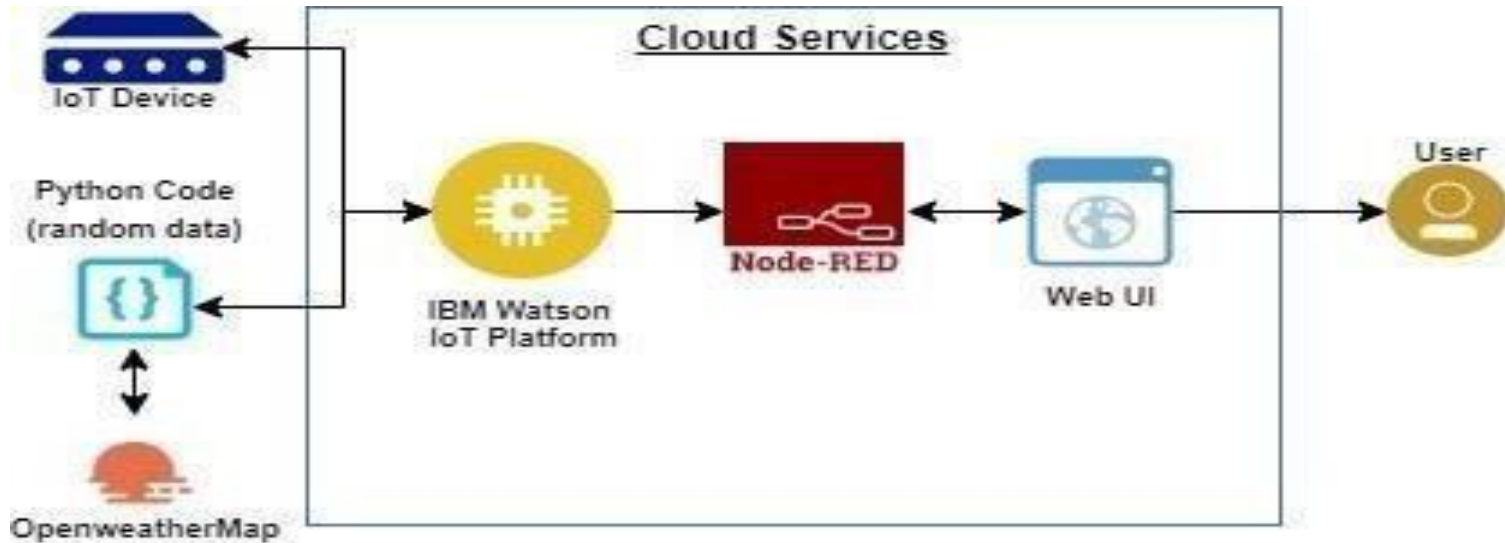 Cloud Services
IoT Device
Python Code
(random data)
{ }
OpenweatherMap
IBM Watson
IoT Platform
Node-RED
Web UI
User